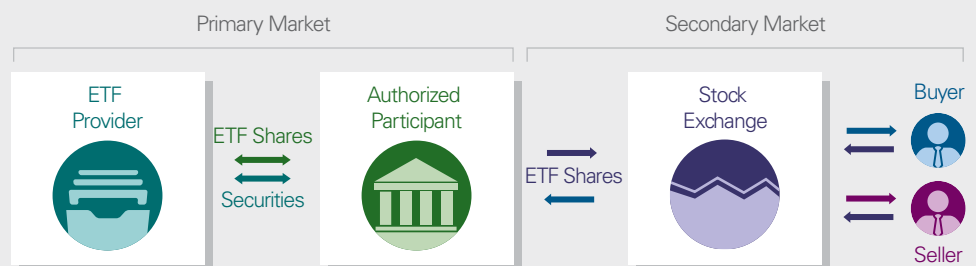 Primary Market
Secondary Market
ETF
Provider
ETF Shares
Securities
Authorized
Participant
ETF Shares
Stock
Exchange
Buyer
Seller